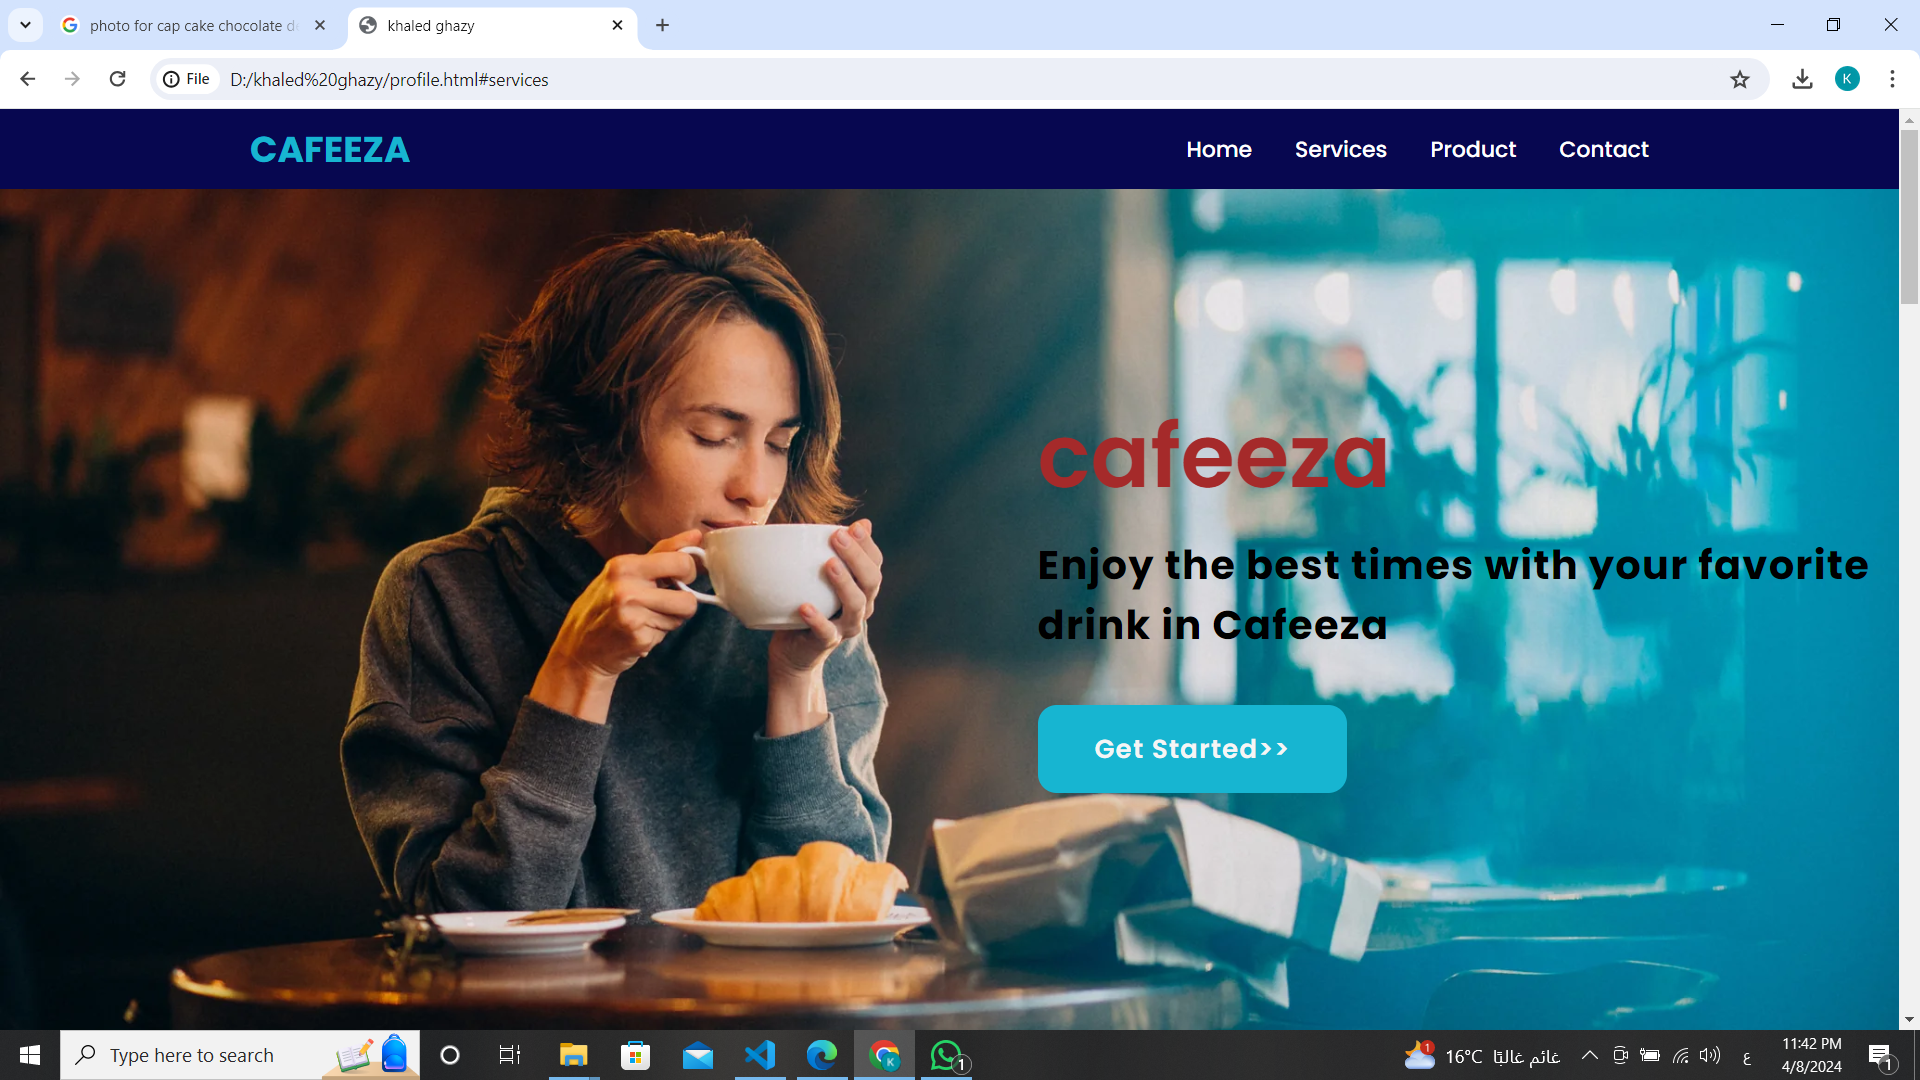 photo for cap cake chocolate d
khaled ghazy
File
D:/khaled%20ghazy/profile.html#services
K
CAFEEZA
Home
Services
Product
Contact
cafeeza
Enjoy the best times with your favorite
drink in Cafeeza
Get Started>>
Type here to search
K
1
1
16°C غائم غالبًا
ع
11:42 PM
4/8/2024
1